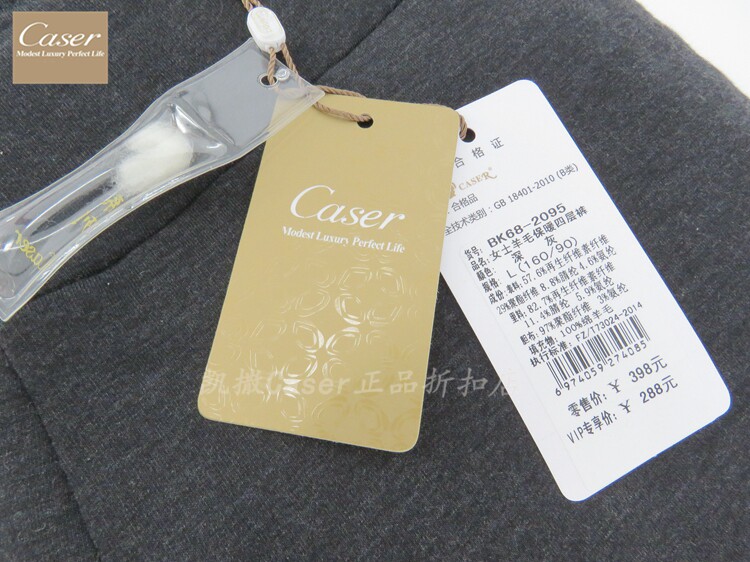 Caser
Modest Luxury Perfect Life
Caser
Modest Luxury Perfect Life
凯撒Caser正品折扣店
合格证
CASER®
合格品
全技术类别: GB 18401-2010 (B类)
货号: BK68-2095
品名: 女士羊毛保暖四层裤
颜色: 深 灰
规格: L(160/90)
成份: 素料: 57.6%再生纤维素纤维
29%聚酯纤维 8.8%腈纶 4.6%氨纶
里料: 82.7%再生纤维素纤维
11.4%腈纶 5.9%氨纶
胆布: 97%聚酯纤维 3%氨纶
填充物: 100%绵羊毛
执行标准: FZ/T73024-2014
6974059274085
零售价: 398元
VIP专享价: 288元